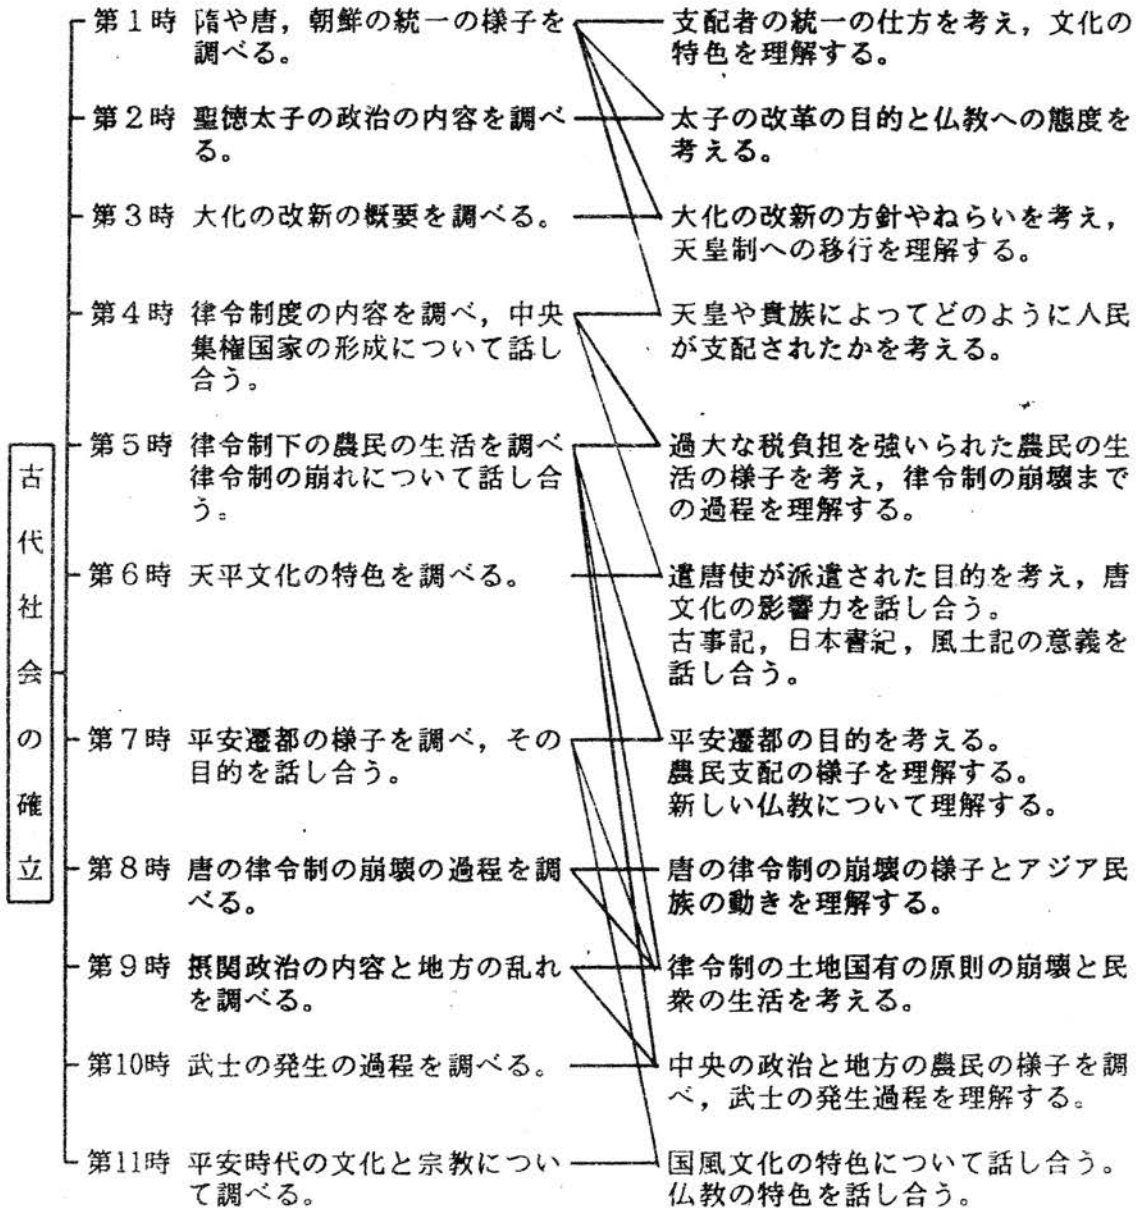 古代社会の確立
第1時 隋や唐，朝鮮の統一の様子を
調べる。
支配者の統一の仕方を考え，文化の
特色を理解する。
第2時 聖徳太子の政治の内容を調べ
る。
太子の改革の目的と仏教への態度を
考える。
第3時 大化の改新の概要を調べる。
大化の改新の方針やねらいを考え，
天皇制への移行を理解する。
第4時 律令制度の内容を調べ，中央
集権国家の形成について話し
合う。
天皇や貴族によってどのように人民
が支配されたかを考える。
第5時 律令制下の農民の生活を調べ
律令制の崩れについて話し合
う。
過大な税負担を強いられた農民の生
活の様子を考え，律令制の崩壊まで
の過程を理解する。
第6時 天平文化の特色を調べる。
遣唐使が派遣された目的を考え，唐
文化の影響力を話し合う。
古事記，日本書紀，風土記の意義を
話し合う。
第7時 平安遷都の様子を調べ，その
目的を話し合う。
平安遷都の目的を考える。
農民支配の様子を理解する。
新しい仏教について理解する。
第8時 唐の律令制の崩壊の過程を調
べる。
唐の律令制の崩壊の様子とアジア民
族の動きを理解する。
第9時 摂関政治の内容と地方の乱れ
を調べる。
律令制の土地国有の原則の崩壊と民
衆の生活を考える。
第10時 武士の発生の過程を調べる。
中央の政治と地方の農民の様子を調
べ，武士の発生過程を理解する。
第11時 平安時代の文化と宗教につい
て調べる。
国風文化の特色について話し合う。
仏教の特色を話し合う。